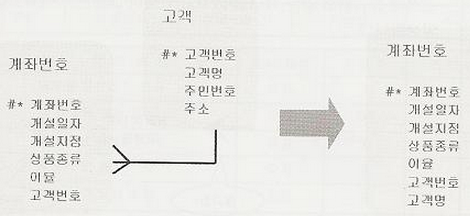 계좌번호
#* 계좌번호
개설일자
개설지점
상품종류
이율
고객번호
고객
#* 고객번호
고객명
주민번호
주소
계좌번호
#* 계좌번호
개설일자
개설지점
상품종류
이율
고객번호
고객명